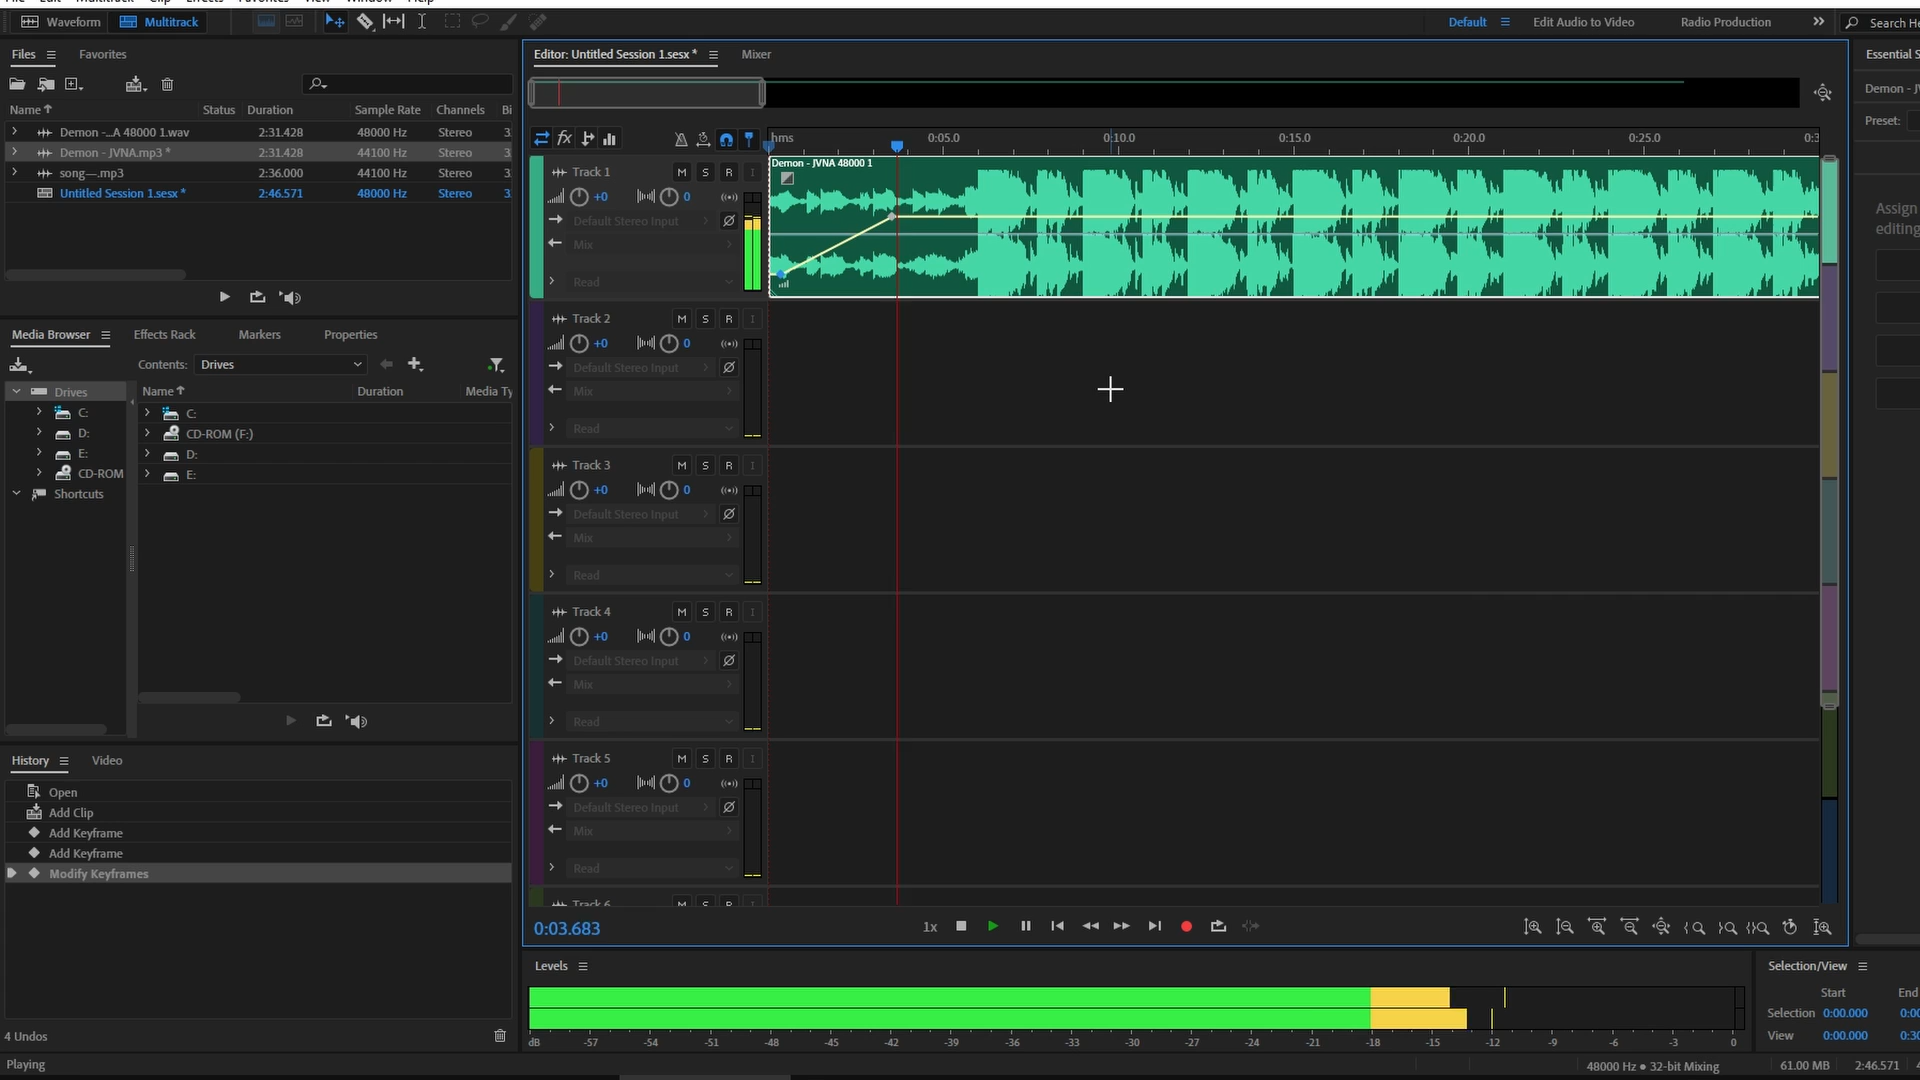 Waveform Multitrack Default Edit Audio to Video Radio Production Search He
Files Favorites
Name Status Duration Sample Rate Channels Bi
Demon -...A 48000 1.wav 2:31.428 48000 Hz Stereo 3
Demon - JVNA.mp3 * 2:31.428 44100 Hz Stereo 3
song—.mp3 2:36.000 44100 Hz Stereo 3
Untitled Session 1.sesx * 2:46.571 48000 Hz Stereo 3
Media Browser Effects Rack Markers Properties
Contents: Drives
Drives
C:
D:
E:
CD-ROM
Shortcuts
Name Duration Media Ty
C:
CD-ROM (F:)
D:
E:
History Video
Open
Add Clip
Add Keyframe
Add Keyframe
Modify Keyframes
4 Undos
Playing
Editor: Untitled Session 1.sesx * Mixer
fx hms 0:05.0 0:10.0 0:15.0 0:20.0 0:25.0 0:3
Demon - JVNA 48000 1
Track 1 M S R I
+0 0
Default Stereo Input
Mix
Read
Track 2 M S R I
+0 0
Default Stereo Input
Mix
Read
Track 3 M S R I
+0 0
Default Stereo Input
Mix
Read
Track 4 M S R I
+0 0
Default Stereo Input
Mix
Read
Track 5 M S R I
+0 0
Default Stereo Input
Mix
Read
0:03.683 1x
Levels
dB -57 -54 -51 -48 -45 -42 -39 -36 -33 -30 -27 -24 -21 -18 -15 -12 -9 -6 -3 0
Essential S
Demon - JV
Preset:
Assign
editing
Selection/View
Start End
Selection 0:00.000 0:0
View 0:00.000 0:30
48000 Hz ● 32-bit Mixing 61.00 MB 2:46.571